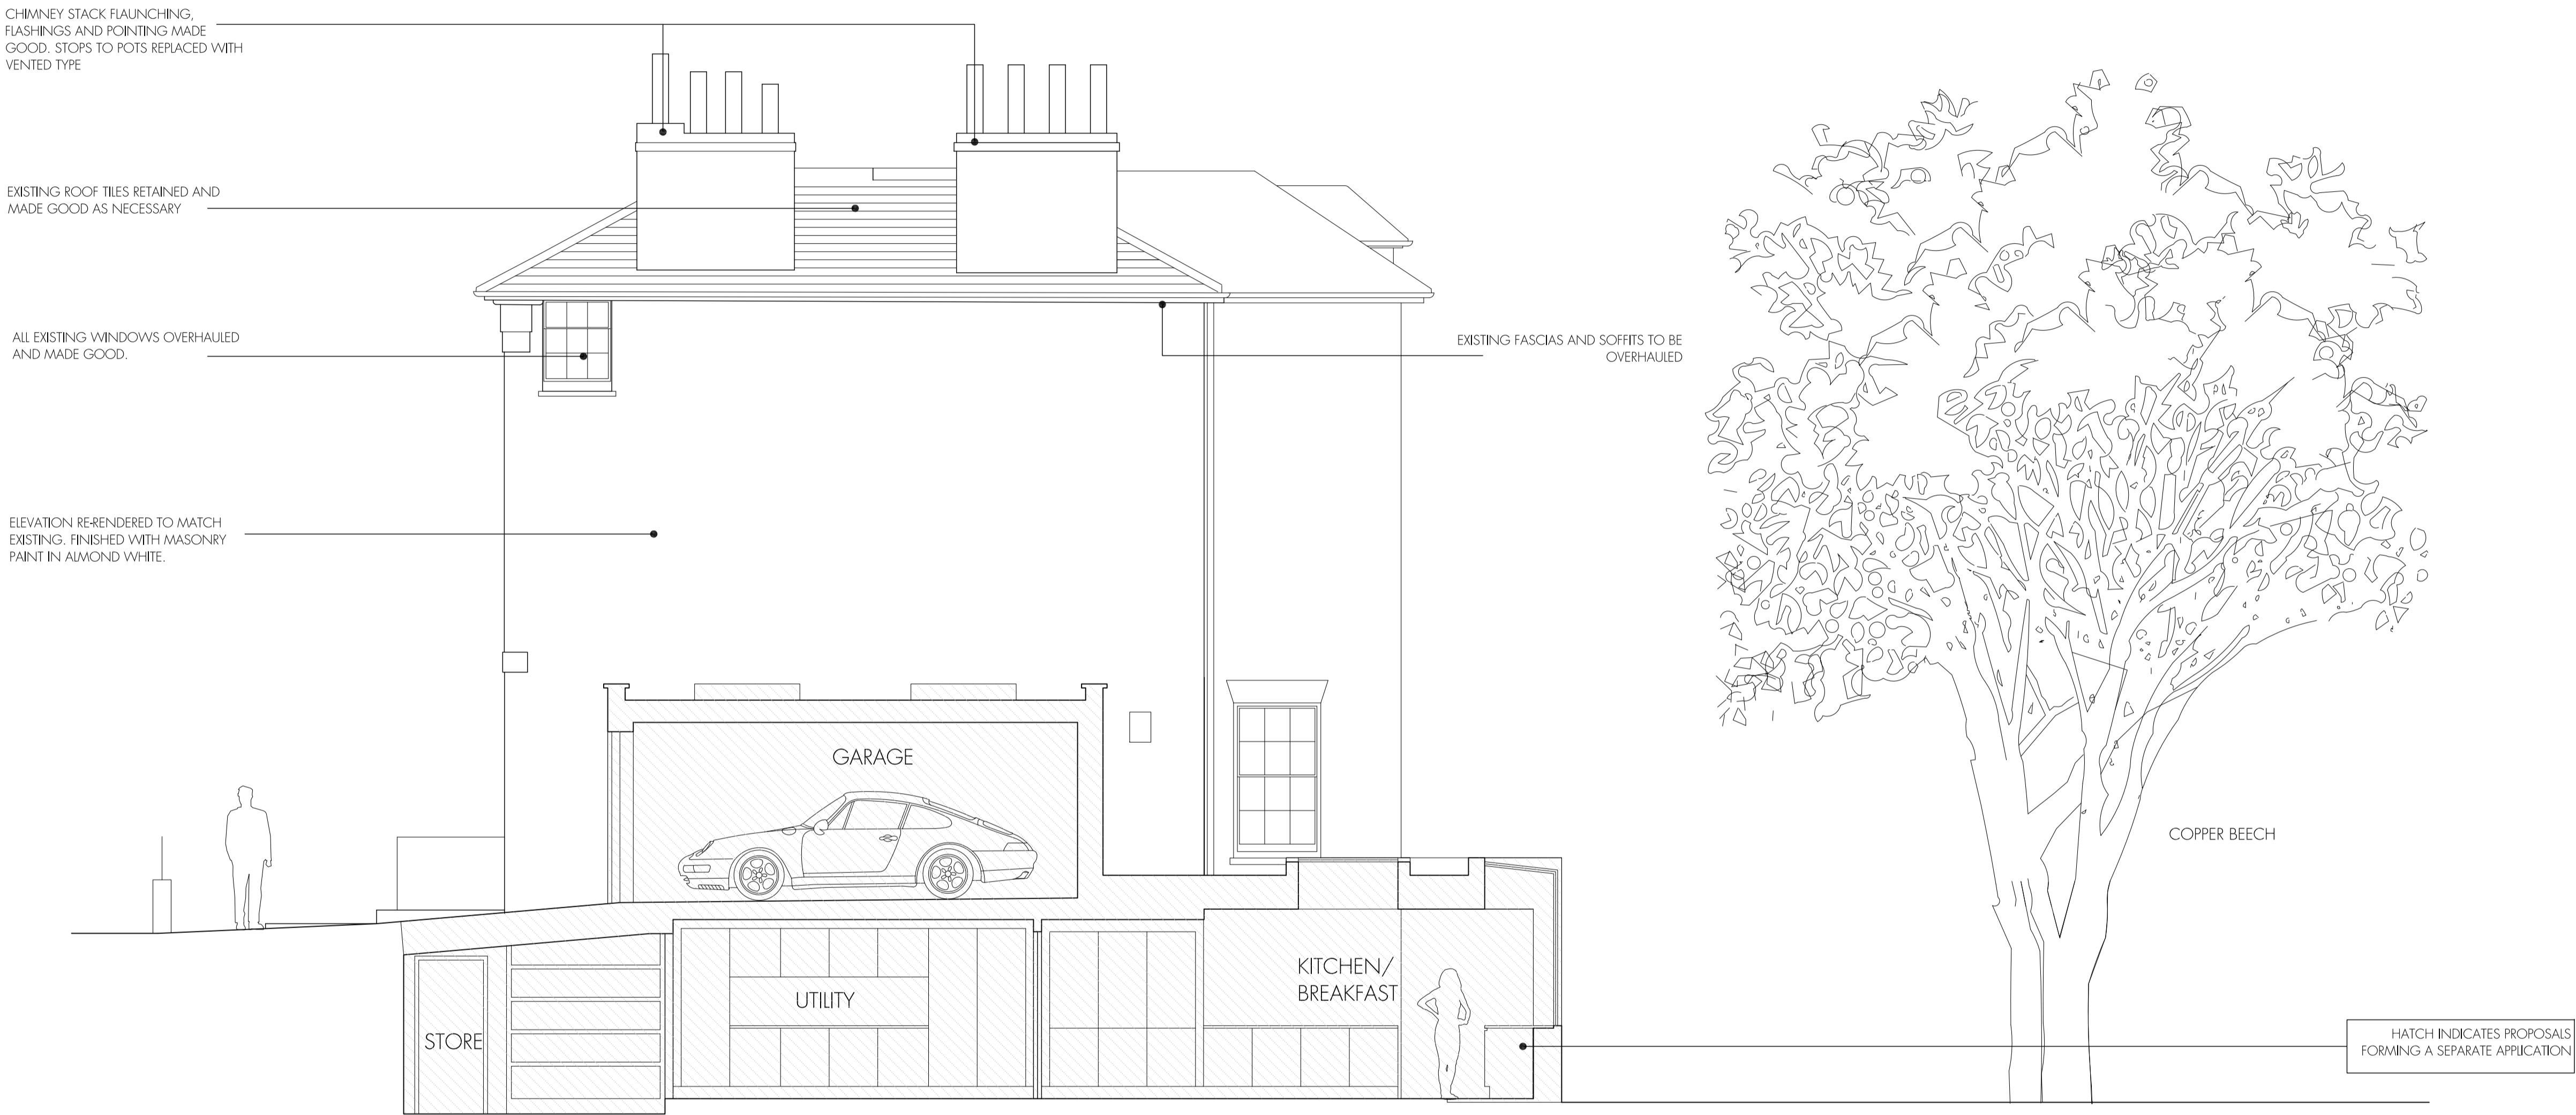 CHIMNEY STACK FLAUNCHING,
FLASHINGS AND POINTING MADE
GOOD. STOPS TO POTS REPLACED WITH
VENTED TYPE
EXISTING ROOF TILES RETAINED AND
MADE GOOD AS NECESSARY
ALL EXISTING WINDOWS OVERHAULED
AND MADE GOOD.
EXISTING FASCIAS AND SOFFITS TO BE
OVERHAULED
ELEVATION RE-RENDERED TO MATCH
EXISTING. FINISHED WITH MASONRY
PAINT IN ALMOND WHITE.
GARAGE
COPPER BEECH
KITCHEN/
BREAKFAST
UTILITY
STORE
HATCH INDICATES PROPOSALS
FORMING A SEPARATE APPLICATION